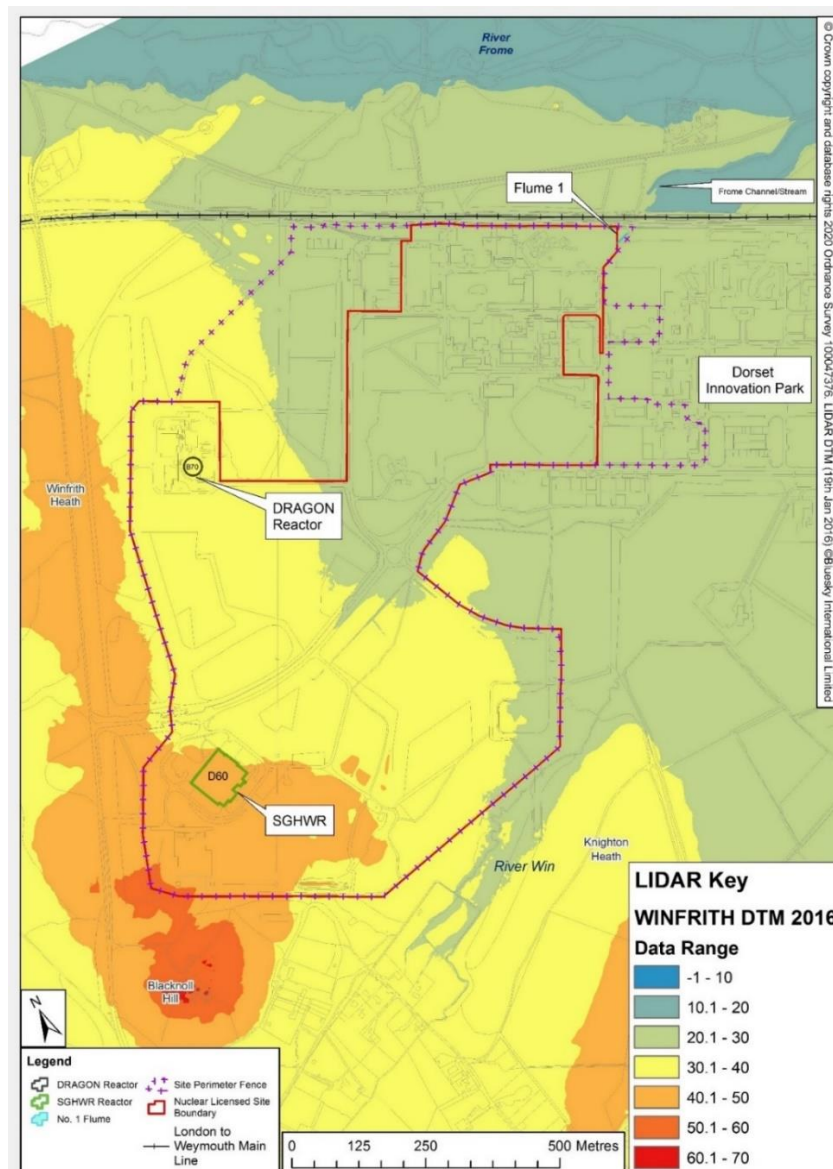 River
Frome
Flume 1
Frome Channel/Stream
Dorset
Innovation Park
B70
Winfrith
Heath
DRAGON
Reactor
D60
SGHWR
Knighton
Heath
River Win
Blacknoll
Hill
© Crown copyright and database rights 2020 Ordnance Survey 100047376. LIDAR DTM (19th Jan 2016) ©Bluesky International Limited
LIDAR Key
WINFRITH DTM 2016
Data Range
-1 - 10
10.1 - 20
20.1 - 30
30.1 - 40
40.1 - 50
50.1 - 60
60.1 - 70
N
Legend
DRAGON Reactor
SGHWR Reactor
No. 1 Flume
Site Perimeter Fence
Nuclear Licensed Site
Boundary
London to
Weymouth Main
Line
0 125 250 500 Metres